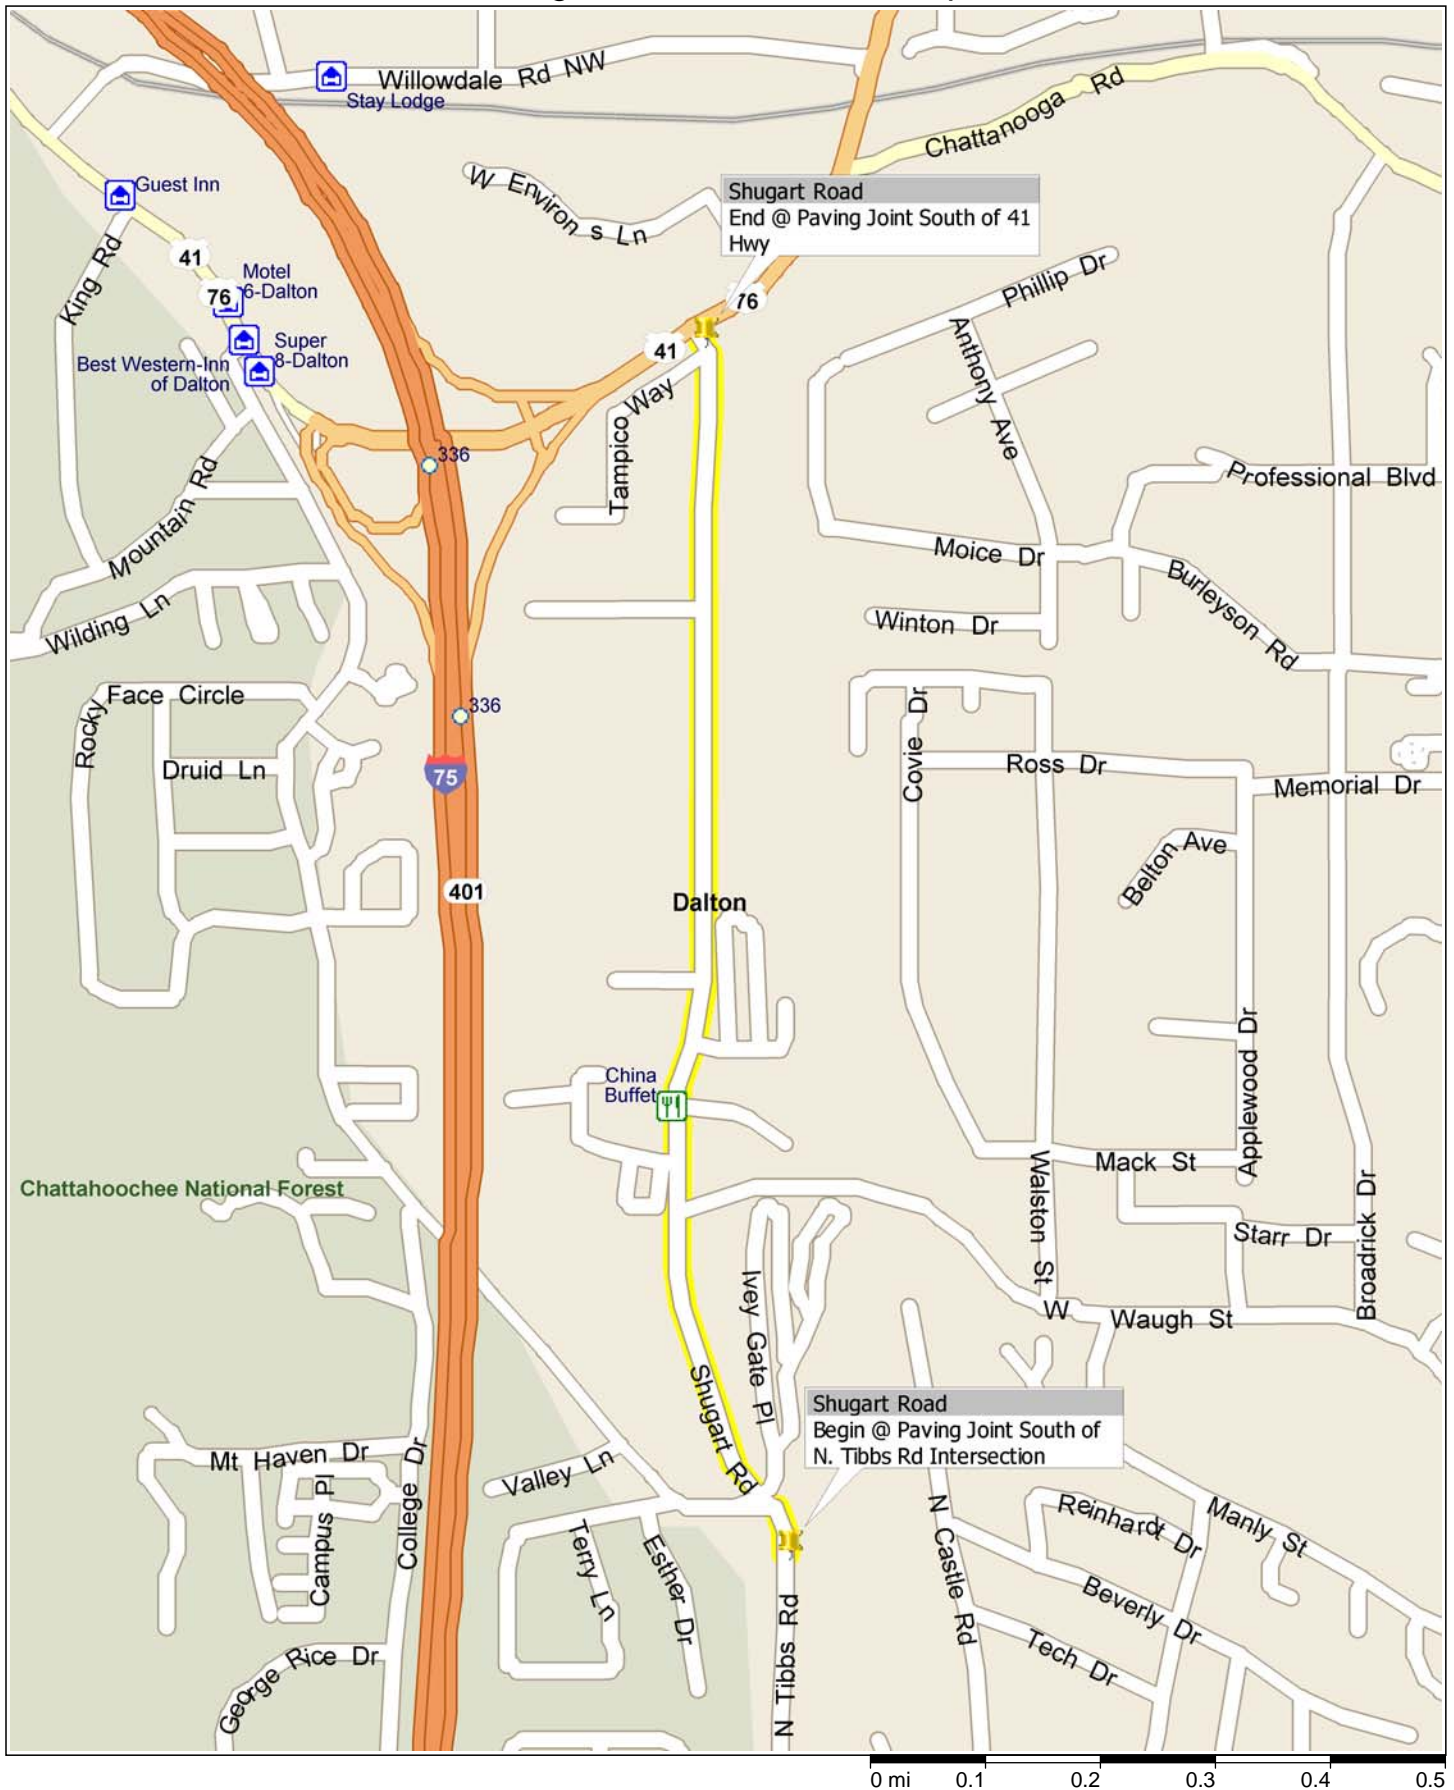 Willowdale Rd NW
Stay Lodge
Chattanooga Rd
Guest Inn
W Environ s Ln
Shugart Road
End @ Paving Joint South of 41
Hwy
King Rd
41
76
Motel
6-Dalton
Phillip Dr
76
41
Super
8-Dalton
Best Western-Inn
of Dalton
Anthony Ave
Tampico Way
336
Mountain Rd
Professional Blvd
Moice Dr
Burleyson Rd
Wilding Ln
Winton Dr
Rocky Face Circle
336
Covie Dr
Druid Ln
75
Ross Dr
Memorial Dr
Belton Ave
401
Dalton
Applewood Dr
China
Buffet
Chattahoochee National Forest
Mack St
Walston St
Starr Dr
Broadrick Dr
W Waugh St
Ivey Gate Pl
Shugart Rd
Shugart Road
Begin @ Paving Joint South of
N. Tibbs Rd Intersection
Mt Haven Dr
Campus Pl
College Dr
Valley Ln
Terry Ln
Esther Dr
N Castle Rd
Reinhardt Dr
Manly St
Beverly Dr
Tech Dr
George Rice Dr
N Tibbs Rd
0 mi 0.1 0.2 0.3 0.4 0.5